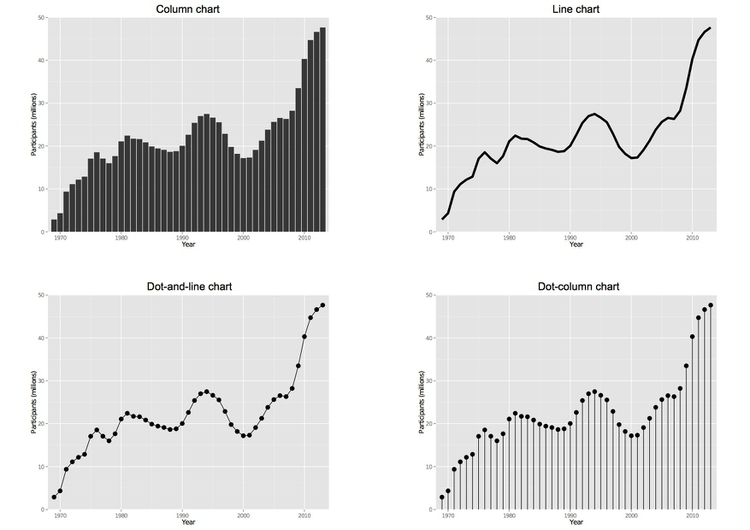 Column chart
Participants (millions)
50
40
30
20
10
0
1970 1980 1990 2000 2010
Year
Line chart
Participants (millions)
50
40
30
20
10
0
1970 1980 1990 2000 2010
Year
Dot-and-line chart
Participants (millions)
50
40
30
20
10
0
1970 1980 1990 2000 2010
Year
Dot-column chart
Participants (millions)
50
40
30
20
10
0
1970 1980 1990 2000 2010
Year